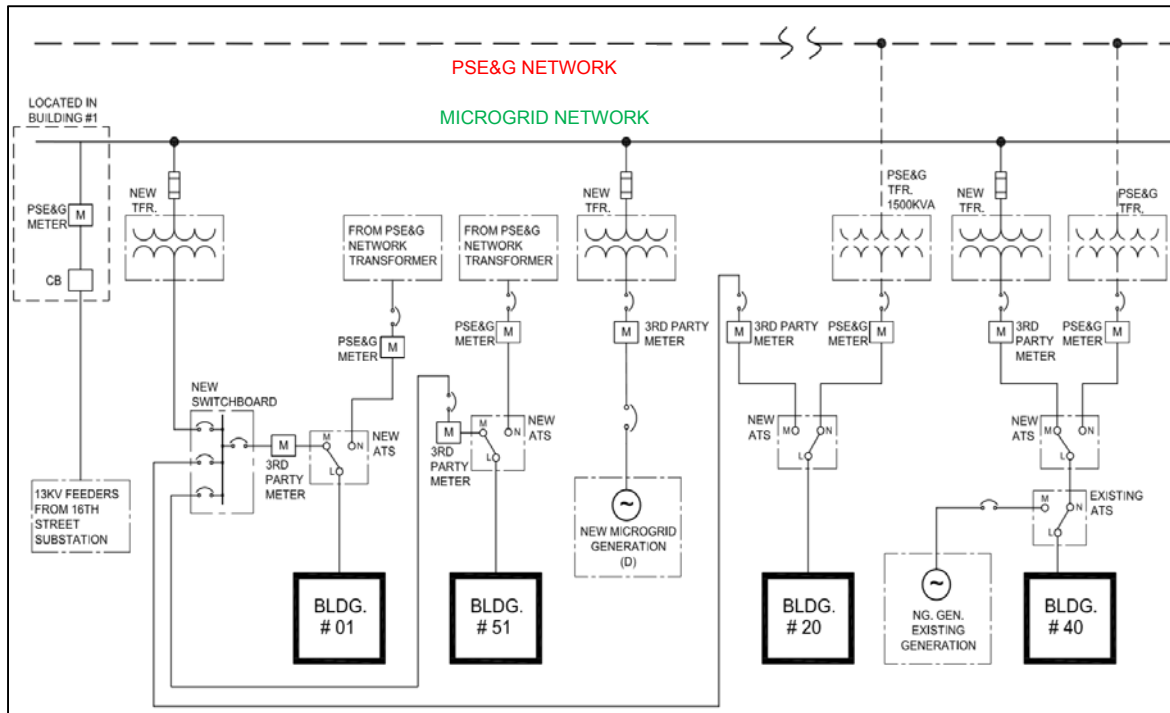 PSE&G NETWORK
MICROGRID NETWORK
LOCATED IN
BUILDING #1
PSE&G
METER
M
CB
13KV FEEDERS
FROM 16TH
STREET
SUBSTATION
NEW
TFR.
NEW
SWITCHBOARD
M
3RD
PARTY
METER
FROM PSE&G
NETWORK
TRANSFORMER
PSE&G
METER
M
M
N
L
NEW
ATS
BLDG.
# 01
FROM PSE&G
NETWORK
TRANSFORMER
PSE&G
METER
M
M
3RD
PARTY
METER
M
N
L
NEW
ATS
BLDG.
# 51
NEW
TFR.
M
3RD PARTY
METER
~
NEW MICROGRID
GENERATION
(D)
M
3RD PARTY
METER
PSE&G
TFR.
1500KVA
PSE&G
METER
M
NEW
ATS
M
N
L
BLDG.
# 20
NEW
TFR.
M
3RD
PARTY
METER
PSE&G
TFR.
PSE&G
METER
M
NEW
ATS
M
N
L
EXISTING
ATS
M
N
L
~
NG. GEN.
EXISTING
GENERATION
BLDG.
# 40